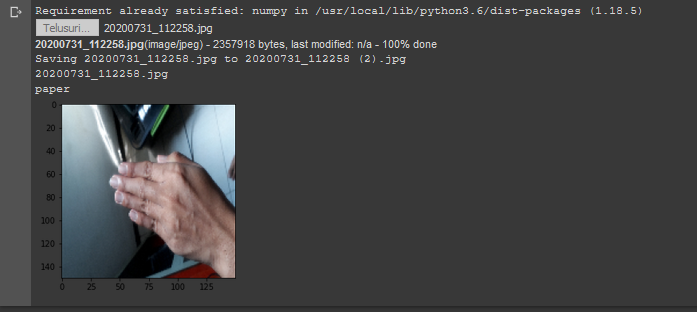 Requirement already satisfied: numpy in /usr/local/lib/python3.6/dist-packages (1.18.5)
Telusuri... 20200731_112258.jpg
20200731_112258.jpg(image/jpeg) - 2357918 bytes, last modified: n/a - 100% done
Saving 20200731_112258.jpg to 20200731_112258 (2).jpg
20200731_112258.jpg
paper
0
20
40
60
80
100
120
140
0 25 50 75 100 125